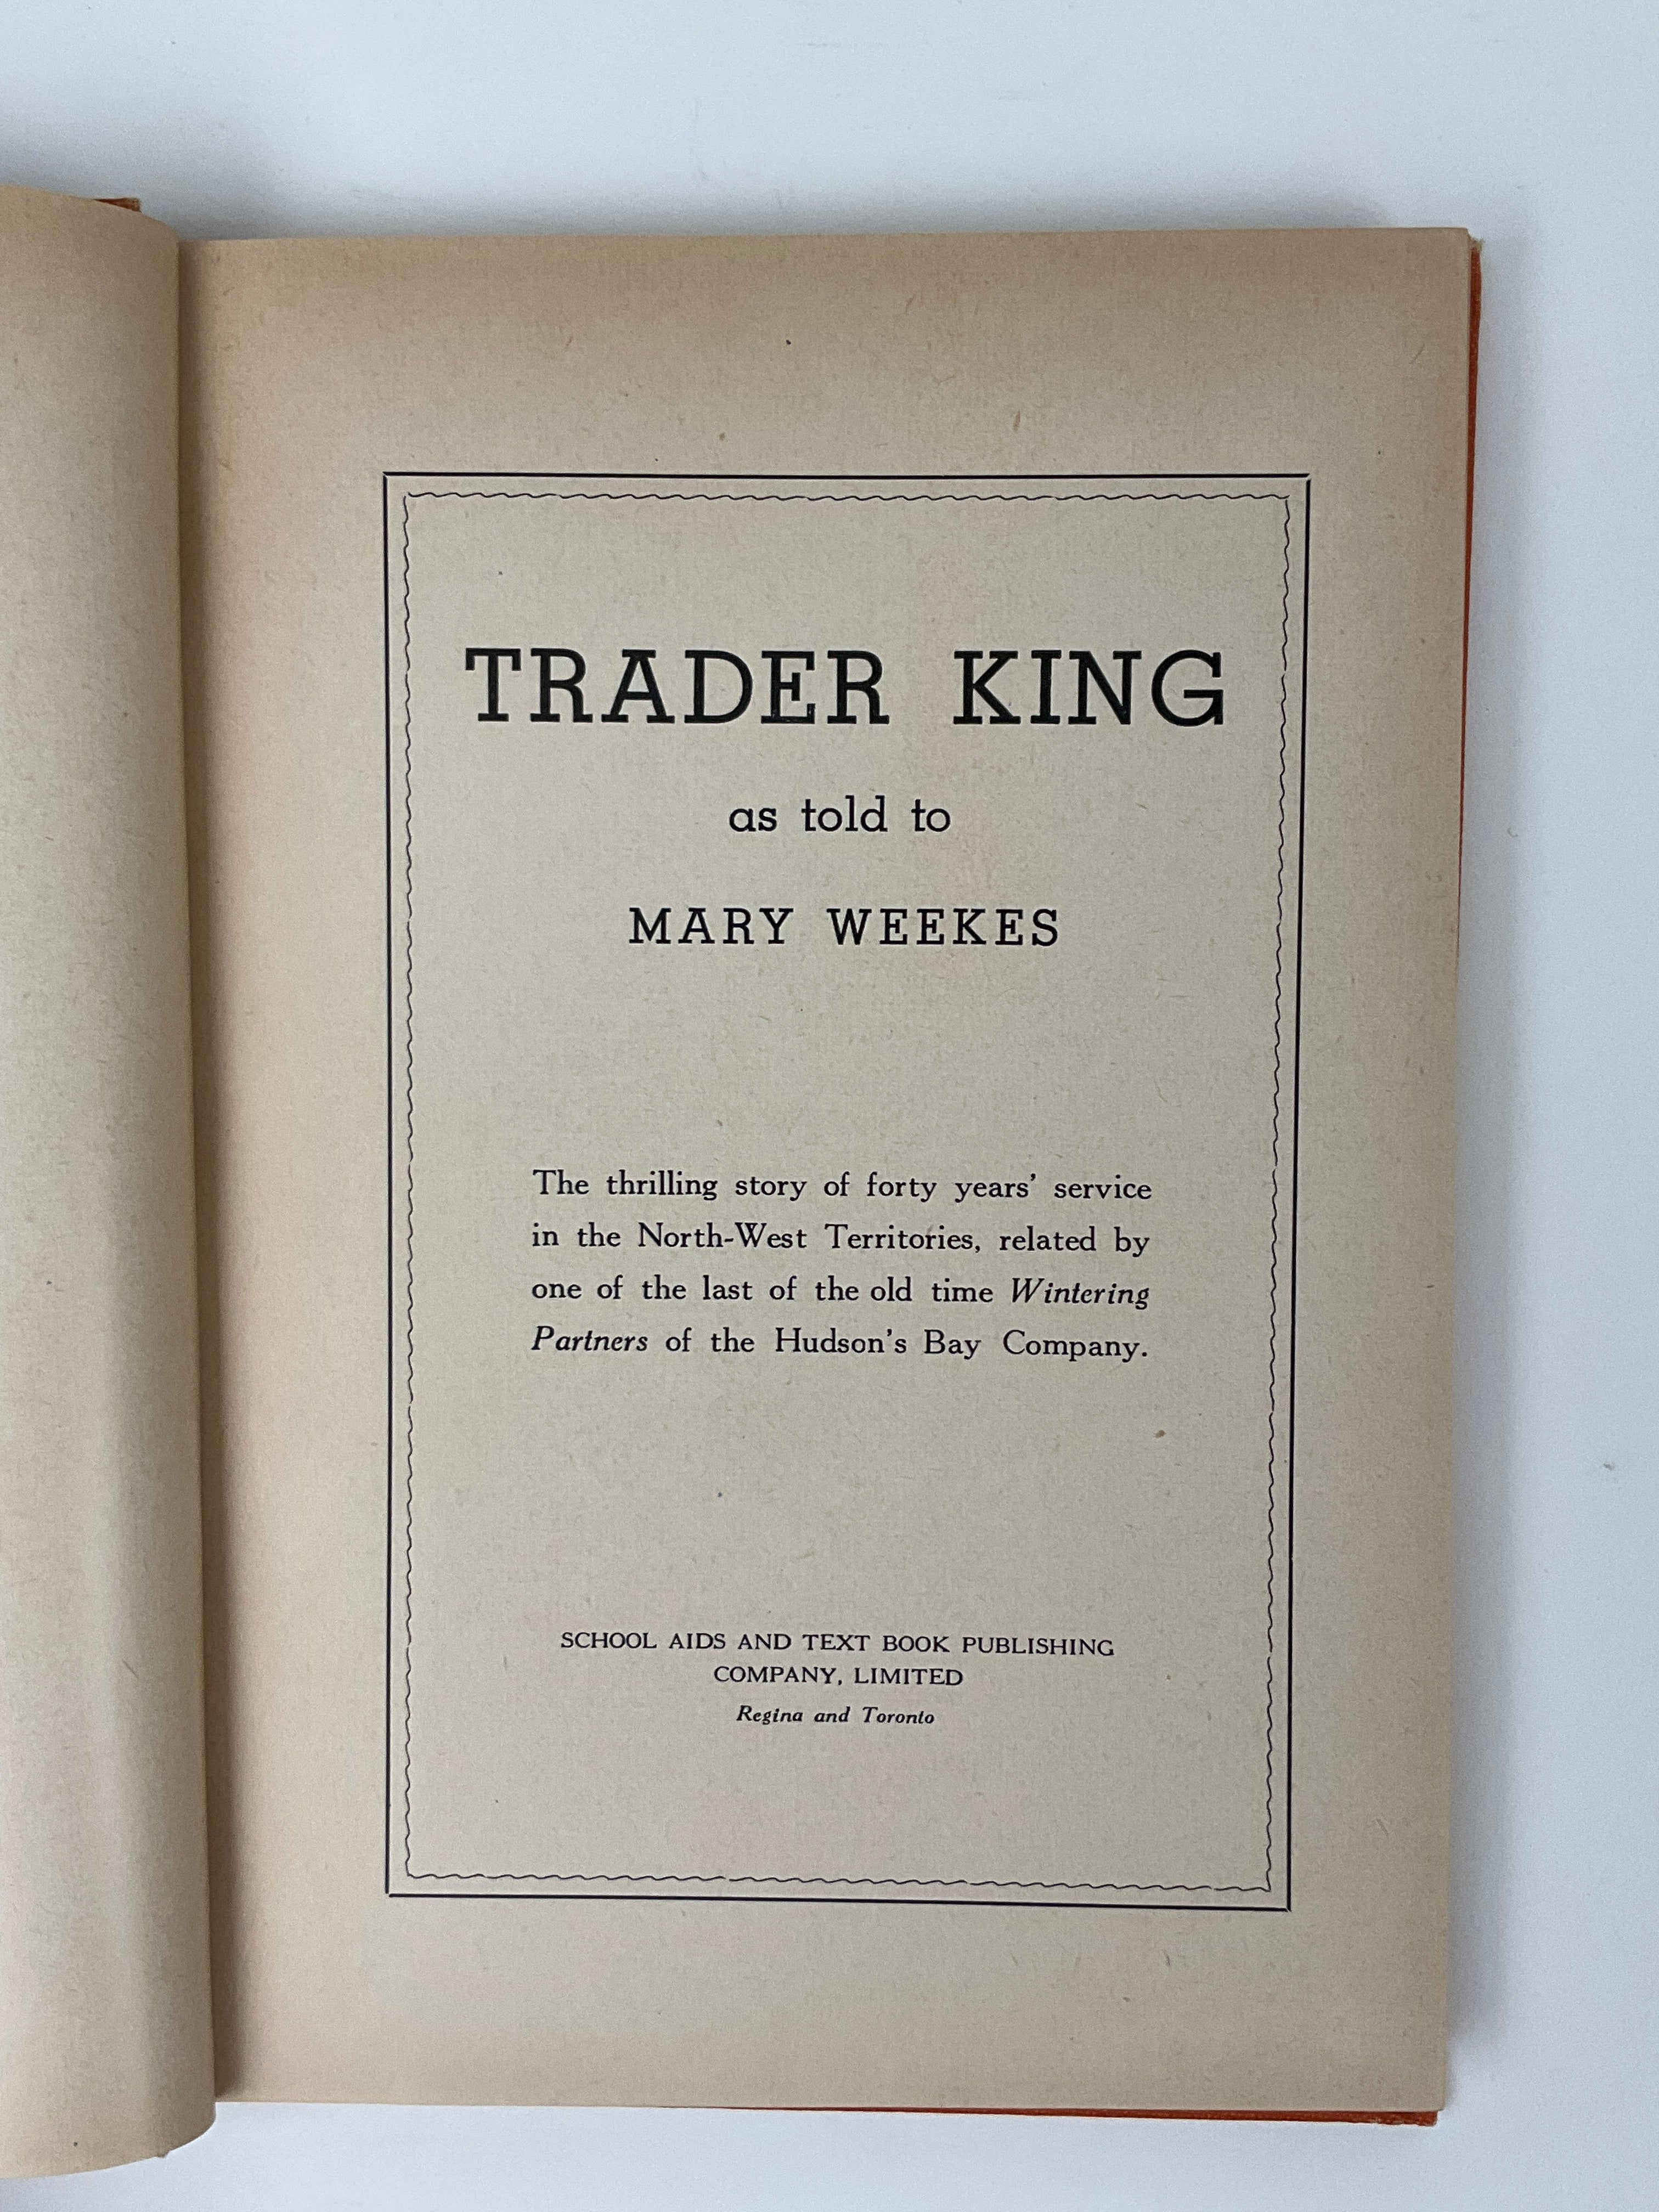 TRADER KING
as told to
MARY WEEKES
The thrilling story of forty years’ service
in the North-West Territories, related by
one of the last of the old time Wintering
Partners of the Hudson’s Bay Company.
SCHOOL AIDS AND TEXT BOOK PUBLISHING
COMPANY, LIMITED
Regina and Toronto